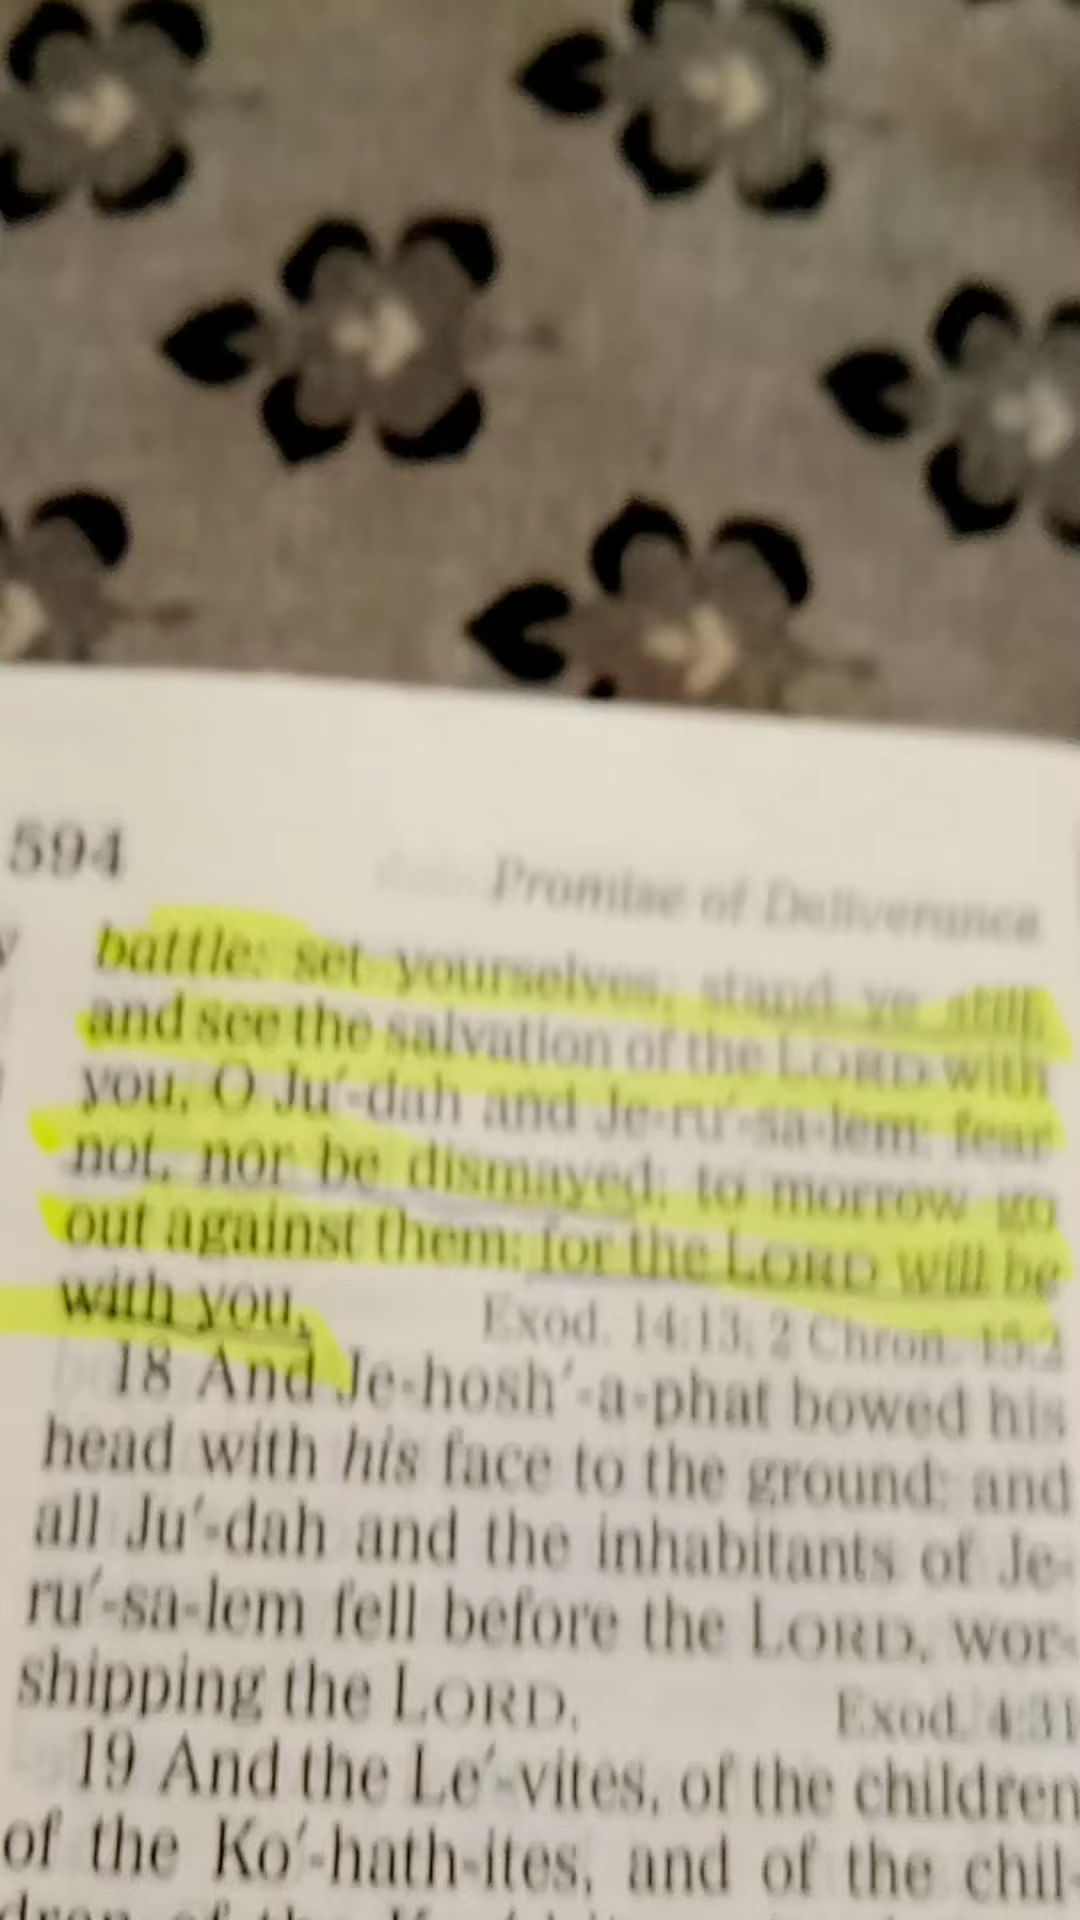 594
Promise of Deliverance
battle: set yourselves, stand ye still,
and see the salvation of the LORD with
you, O Ju′-dah and Je-ru′-sa-lem: fear
not, nor be dismayed; to morrow go
out against them: for the LORD will be
with you. Exod. 14:13; 2 Chron. 15:2
18 And Je-hosh′-a-phat bowed his
head with his face to the ground: and
all Ju′-dah and the inhabitants of Je-
ru′-sa-lem fell before the LORD, wor-
shipping the LORD. Exod. 4:31
19 And the Le′-vites, of the children
of the Ko′-hath-ites, and of the chil-
dren of the